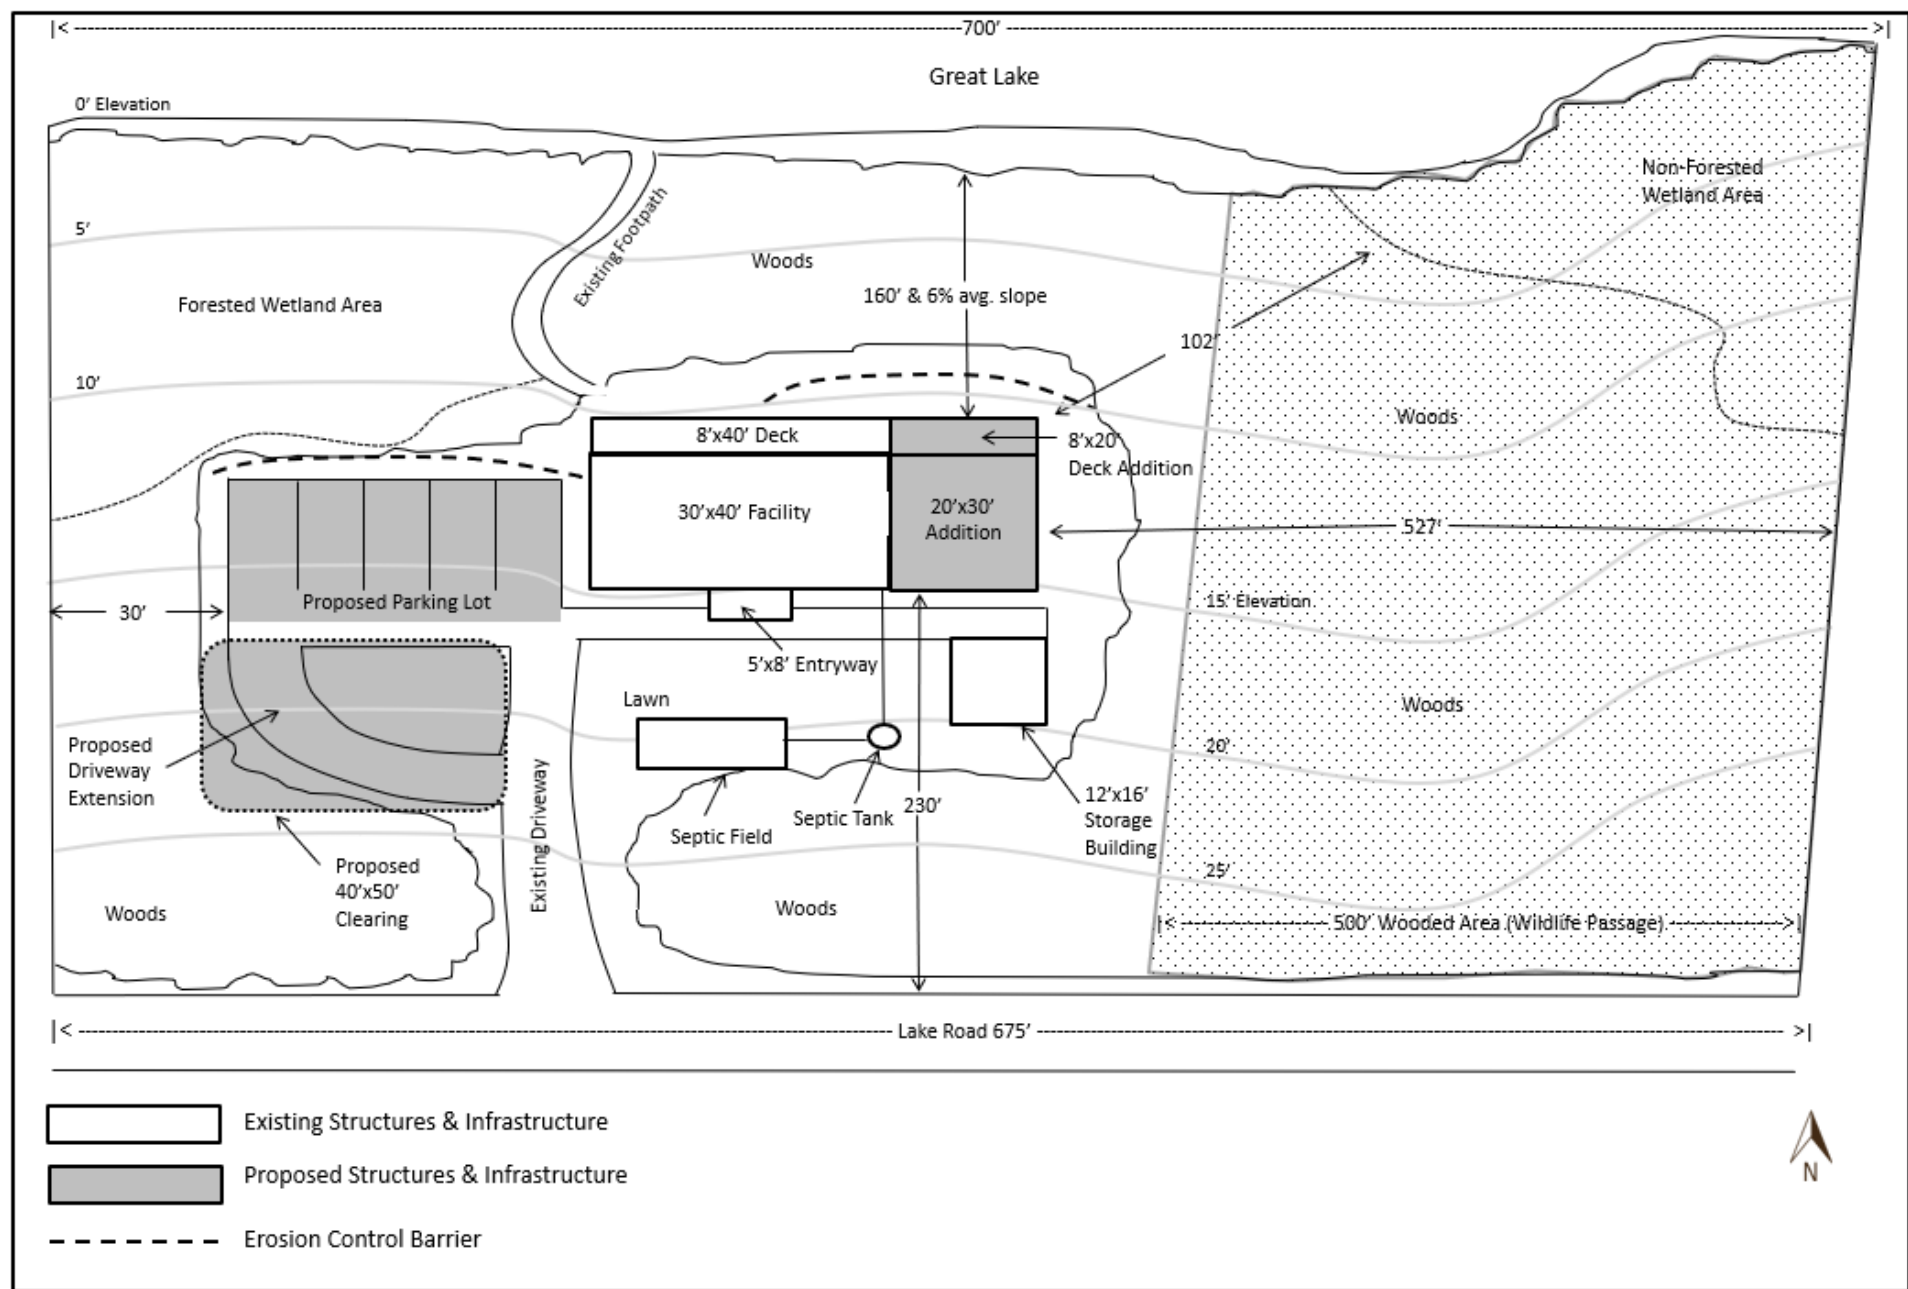 700'
Great Lake
0' Elevation
Non-Forested
Wetland Area
5'
Existing Footpath
Woods
160' & 6% avg. slope
Forested Wetland Area
102'
10'
Woods
8'x40' Deck
8'x20'
Deck Addition
30'x40' Facility
20'x30'
Addition
527'
Proposed Parking Lot
30'
15' Elevation
5'x8' Entryway
Lawn
Woods
20'
Proposed
Driveway
Extension
Existing Driveway
Septic Field
Septic Tank
230'
12'x16'
Storage
Building
Proposed
40'x50'
Clearing
25'
Woods
Woods
500' Wooded Area (Wildlife Passage)
Lake Road 675'
Existing Structures & Infrastructure
Proposed Structures & Infrastructure
N
Erosion Control Barrier